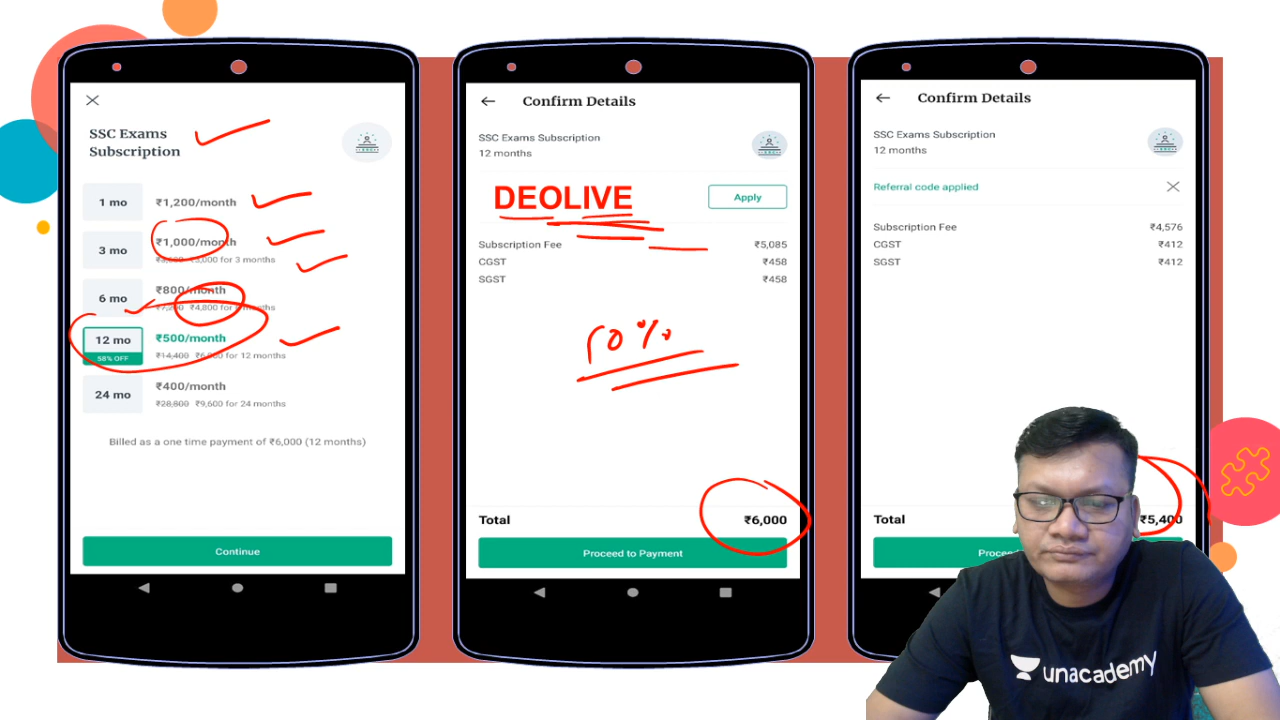 SSC Exams
Subscription
1 mo
₹1,200/month
3 mo
₹1,000/month
₹3,000 for 3 months
6 mo
₹800/month
₹7,200 ₹4,800 for months
12 mo
58% OFF
₹500/month
₹14,400 for 12 months
24 mo
₹400/month
₹28,800 ₹9,600 for 24 months
Billed as a one time payment of ₹6,000 (12 months)
Continue
Confirm Details
SSC Exams Subscription
12 months
DEOLIVE
Apply
Subscription Fee ₹5,085
CGST ₹458
SGST ₹458
10%
Total ₹6,000
Proceed to Payment
Confirm Details
SSC Exams Subscription
12 months
Referral code applied
Subscription Fee ₹4,576
CGST ₹412
SGST ₹412
Total ₹5,400
Procee
unacademy